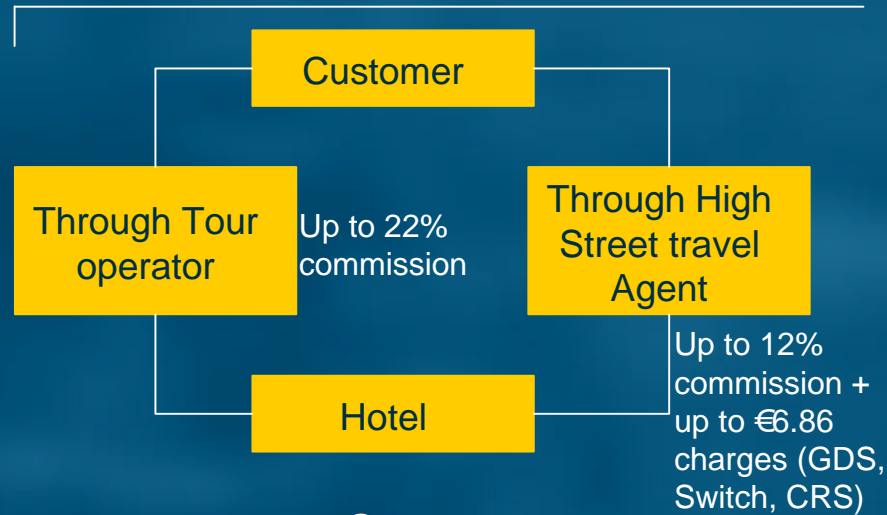 Customer
Through Tour
operator
Up to 22%
commission
Through High
Street travel
Agent
Hotel
Up to 12%
commission +
up to €6.86
charges (GDS,
Switch, CRS)